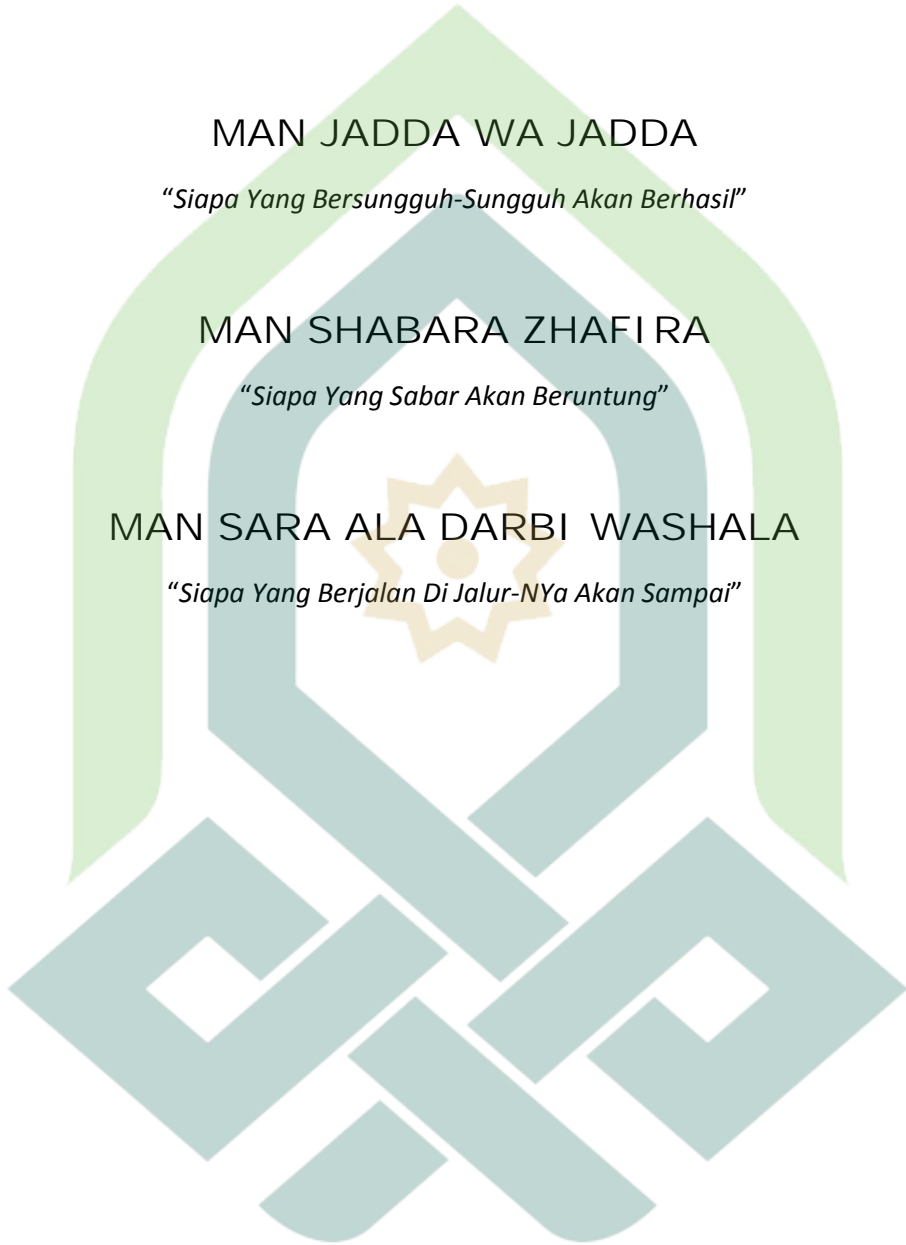 MAN JADDA WA JADDA
“Siapa Yang Bersungguh-Sungguh Akan Berhasil”
MAN SHABARA ZHAFIRA
“Siapa Yang Sabar Akan Beruntung”
MAN SARA ALA DARBI WASHALA
“Siapa Yang Berjalan Di Jalur-NYa Akan Sampai”